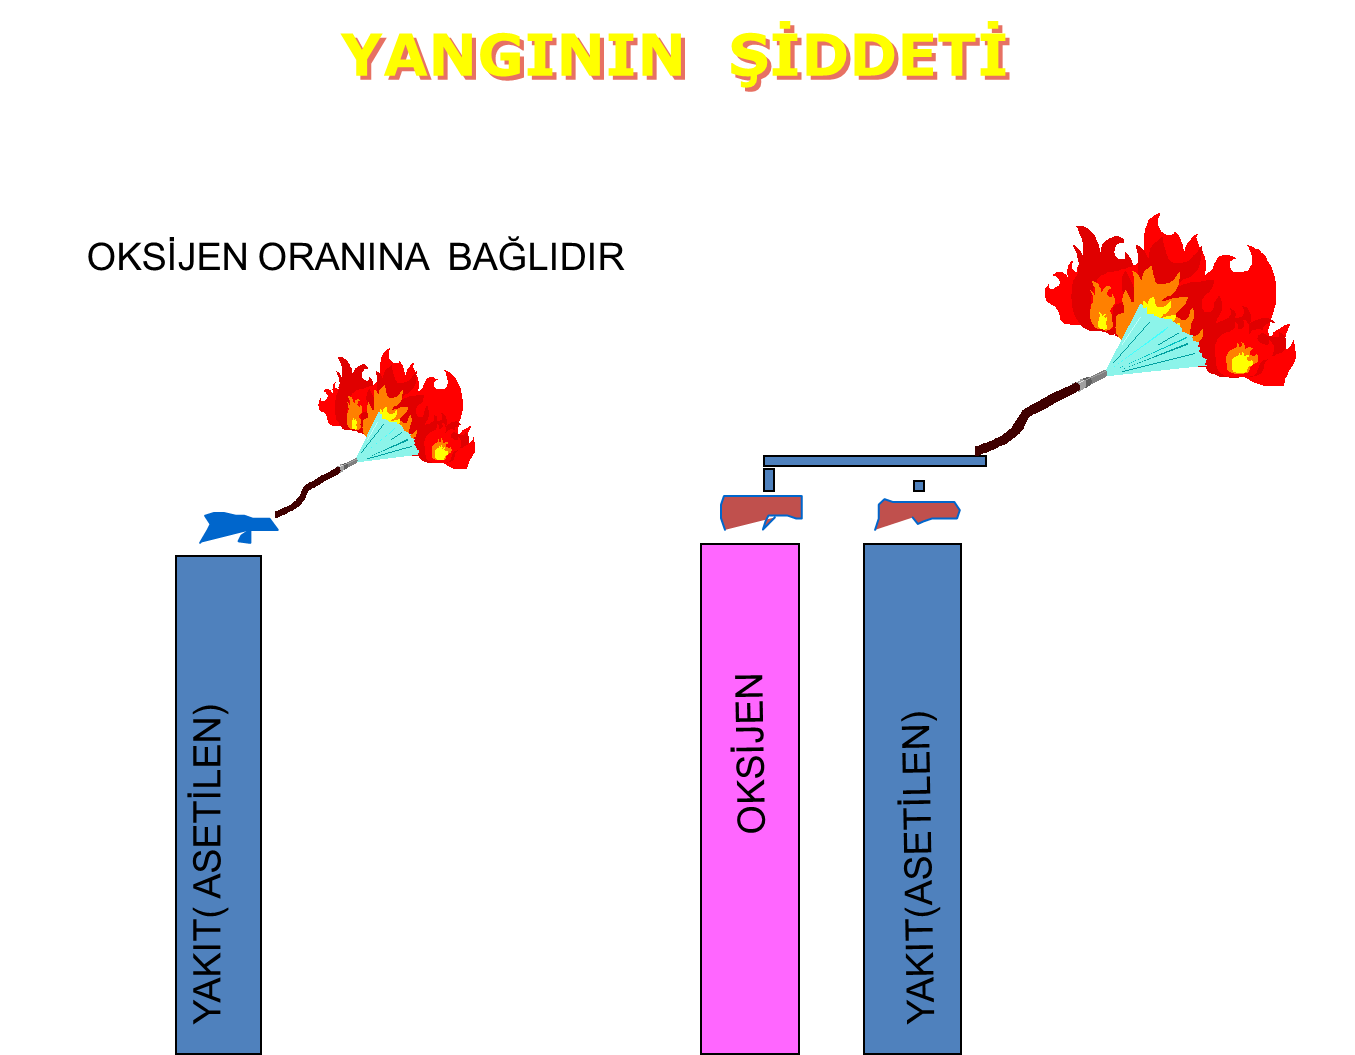 YANGININ ŞİDDETİ
OKSİJEN ORANINA BAĞLIDIR
YAKIT( ASETİLEN)
OKSİJEN
YAKIT(ASETİLEN)